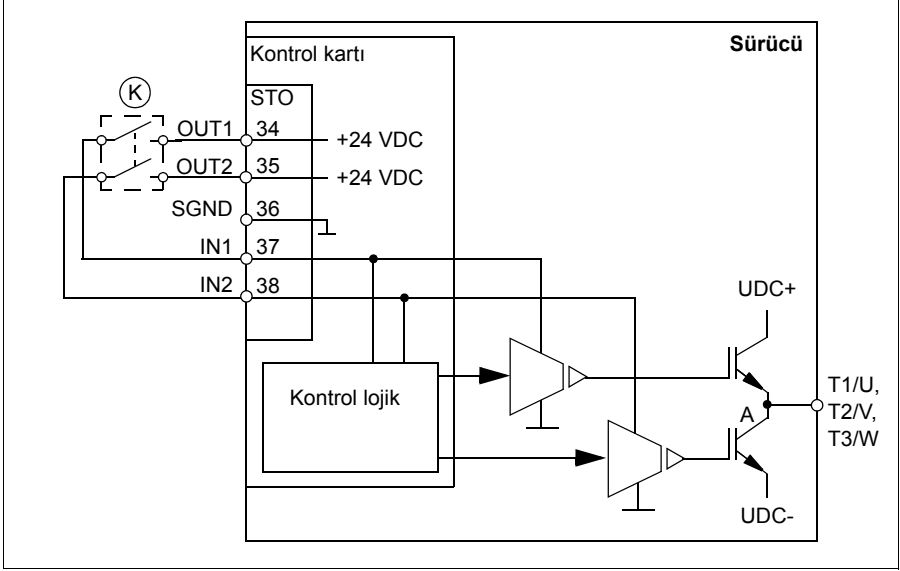 Sürücü
Kontrol kartı
K
STO
OUT1 34 +24 VDC
OUT2 35 +24 VDC
SGND 36
IN1 37
IN2 38
UDC+
Kontrol lojik
A
T1/U,
T2/V,
T3/W
UDC-